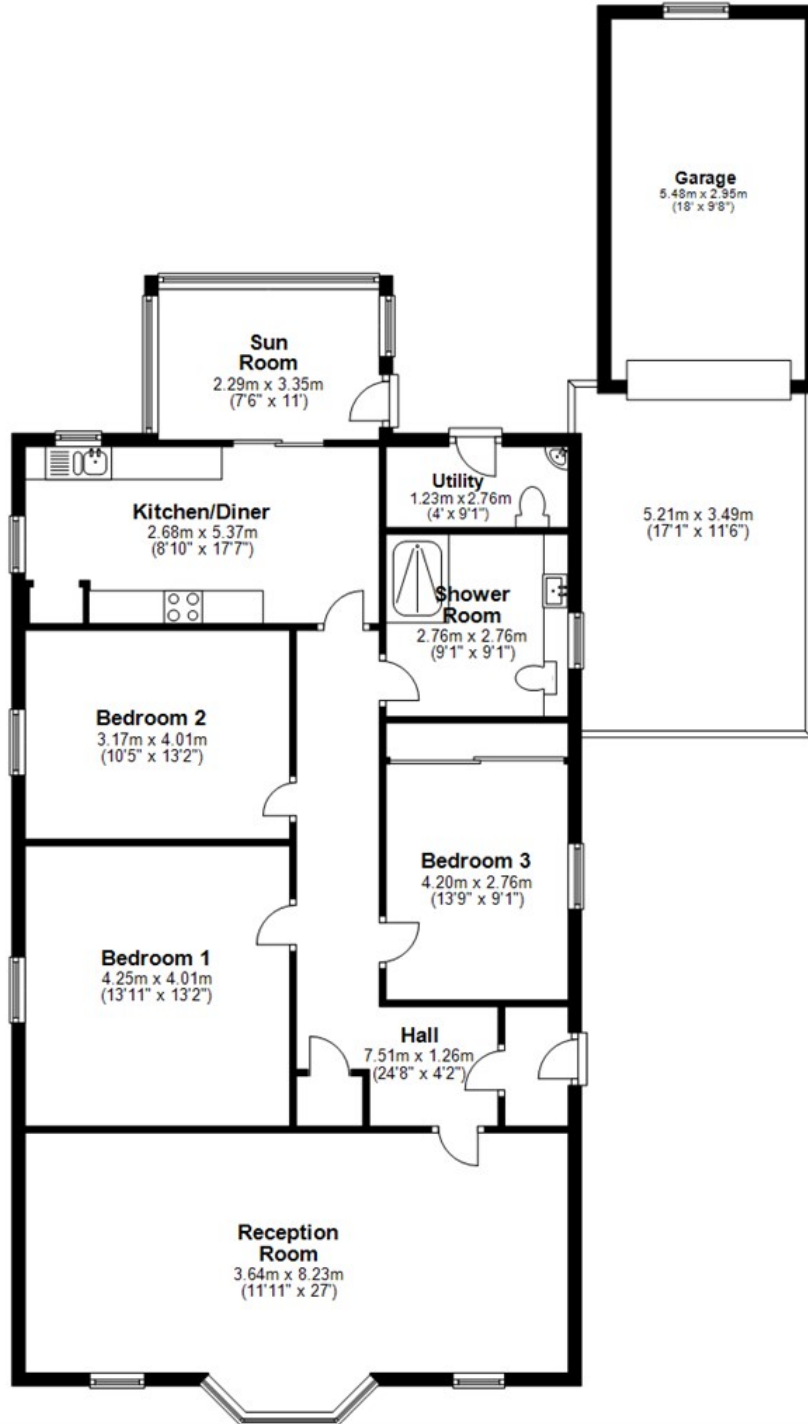 Garage
5.48m x 2.95m
(18' x 9'8")
Sun
Room
2.29m x 3.35m
(7'6" x 11')
Utility
1.23m x 2.76m
(4' x 9'1")
Kitchen/Diner
2.68m x 5.37m
(8'10" x 17'7")
5.21m x 3.49m
(17'1" x 11'6")
Shower
Room
2.76m x 2.76m
(9'1" x 9'1")
Bedroom 2
3.17m x 4.01m
(10'5" x 13'2")
Bedroom 3
4.20m x 2.76m
(13'9" x 9'1")
Bedroom 1
4.25m x 4.01m
(13'11" x 13'2")
Hall
7.51m x 1.26m
(24'8" x 4'2")
Reception
Room
3.64m x 8.23m
(11'11" x 27')